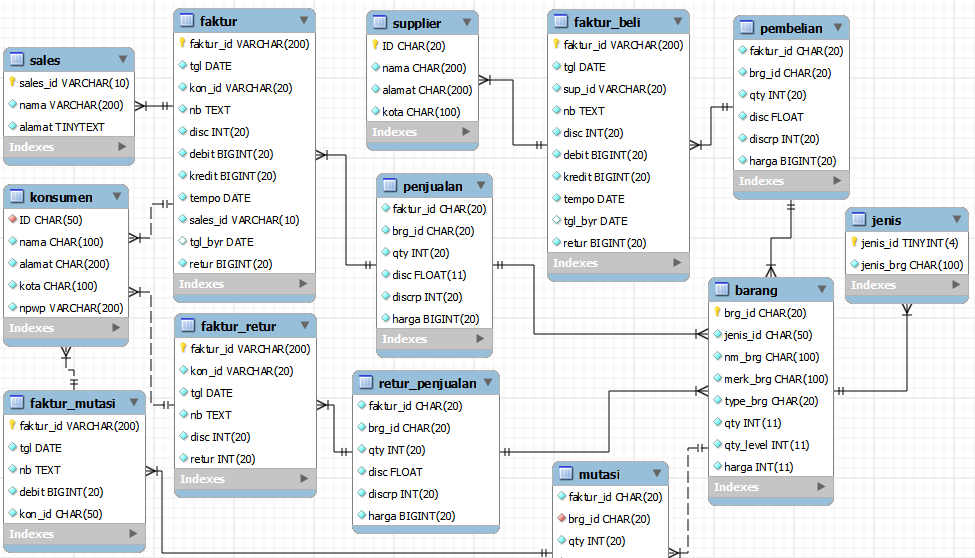 sales
sales_id VARCHAR(10)
nama VARCHAR(200)
alamat TINYTEXT
Indexes
faktur
faktur_id VARCHAR(200)
tgl DATE
kon_id VARCHAR(20)
nb TEXT
disc INT(20)
debit BIGINT(20)
kredit BIGINT(20)
tempo DATE
sales_id VARCHAR(10)
tgl_byr DATE
retur BIGINT(20)
Indexes
supplier
ID CHAR(20)
nama CHAR(200)
alamat CHAR(200)
kota CHAR(100)
Indexes
faktur_beli
faktur_id VARCHAR(200)
tgl DATE
sup_id VARCHAR(20)
nb TEXT
disc INT(20)
debit BIGINT(20)
kredit BIGINT(20)
tempo DATE
tgl_byr DATE
retur BIGINT(20)
Indexes
pembelian
faktur_id CHAR(20)
brg_id CHAR(20)
qty INT(20)
disc FLOAT
discrp INT(20)
harga BIGINT(20)
Indexes
konsumen
ID CHAR(50)
nama CHAR(100)
alamat CHAR(200)
kota CHAR(100)
npwp VARCHAR(200)
Indexes
penjualan
faktur_id CHAR(20)
brg_id CHAR(20)
qty INT(20)
disc FLOAT(11)
discrp INT(20)
harga BIGINT(20)
Indexes
jenis
jenis_id TINYINT(4)
jenis_brg CHAR(100)
Indexes
barang
brg_id CHAR(20)
jenis_id CHAR(50)
nm_brg CHAR(100)
merk_brg CHAR(100)
type_brg CHAR(20)
qty INT(11)
qty_level INT(11)
harga INT(11)
Indexes
faktur_retur
faktur_id VARCHAR(200)
kon_id VARCHAR(20)
tgl DATE
nb TEXT
disc INT(20)
retur INT(20)
Indexes
retur_penjualan
faktur_id CHAR(20)
brg_id CHAR(20)
qty INT(20)
disc FLOAT
discrp INT(20)
harga BIGINT(20)
faktur_mutasi
faktur_id VARCHAR(200)
tgl DATE
nb TEXT
debit BIGINT(20)
kon_id CHAR(50)
Indexes
mutasi
faktur_id CHAR(20)
brg_id CHAR(20)
qty INT(20)